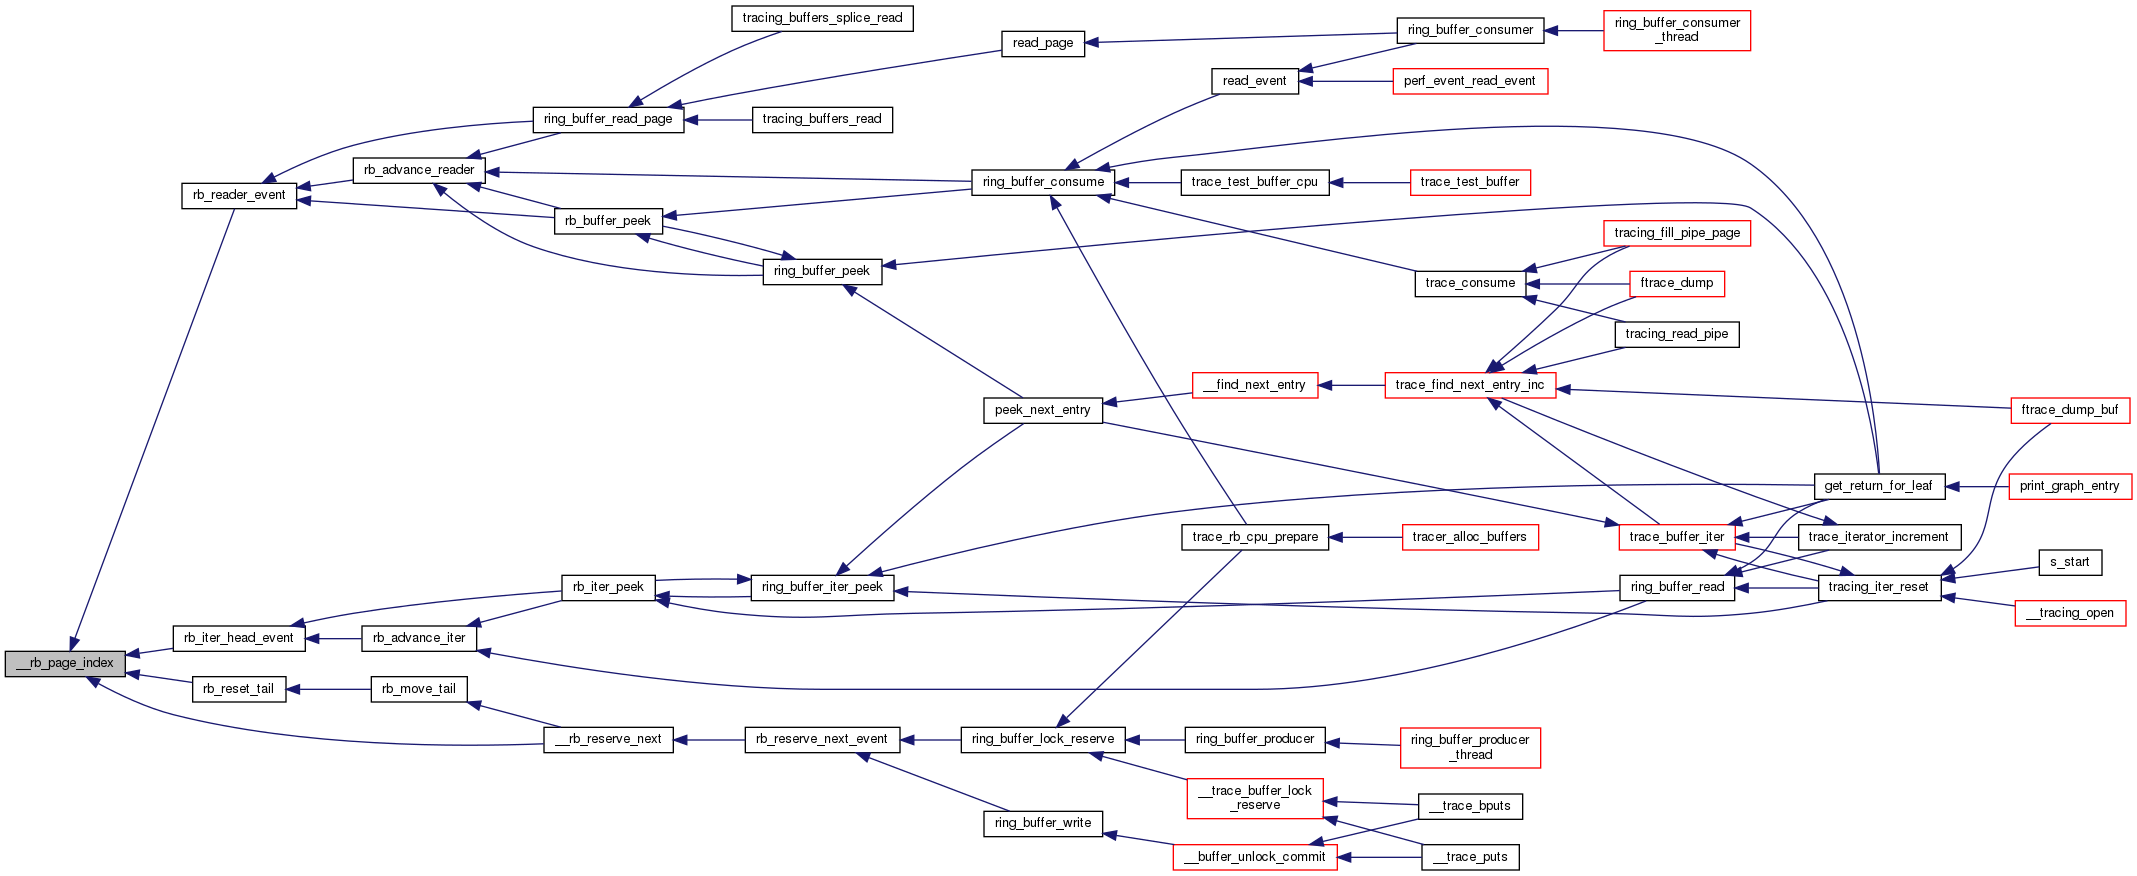 tracing_buffers_splice_read
read_page
ring_buffer_consumer
ring_buffer_consumer
_thread
read_event
perf_event_read_event
ring_buffer_read_page
tracing_buffers_read
rb_advance_reader
rb_reader_event
ring_buffer_consume
trace_test_buffer_cpu
trace_test_buffer
rb_buffer_peek
tracing_fill_pipe_page
ring_buffer_peek
trace_consume
ftrace_dump
tracing_read_pipe
__find_next_entry
trace_find_next_entry_inc
peek_next_entry
ftrace_dump_buf
get_return_for_leaf
print_graph_entry
trace_rb_cpu_prepare
tracer_alloc_buffers
trace_buffer_iter
trace_iterator_increment
s_start
rb_iter_peek
ring_buffer_iter_peek
ring_buffer_read
tracing_iter_reset
__tracing_open
rb_iter_head_event
rb_advance_iter
__rb_page_index
rb_reset_tail
rb_move_tail
__rb_reserve_next
rb_reserve_next_event
ring_buffer_lock_reserve
ring_buffer_producer
ring_buffer_producer
_thread
__trace_buffer_lock
_reserve
__trace_bputs
ring_buffer_write
__buffer_unlock_commit
__trace_puts